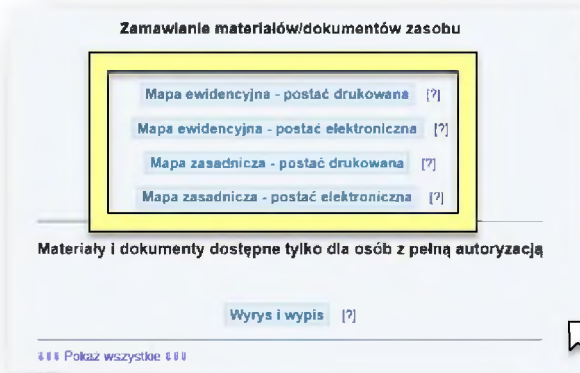 Zamawianie materiałów/dokumentów zasobu
Mapa ewidencyjna - postać drukowana [?]
Mapa ewidencyjna - postać elektroniczna [?]
Mapa zasadnicza - postać drukowana [?]
Mapa zasadnicza - postać elektroniczna [?]
Materiały i dokumenty dostępne tylko dla osób z pełną autoryzacją
Wyrys i wypis [?]
⇓⇓⇓ Pokaż wszystkie ⇓⇓⇓